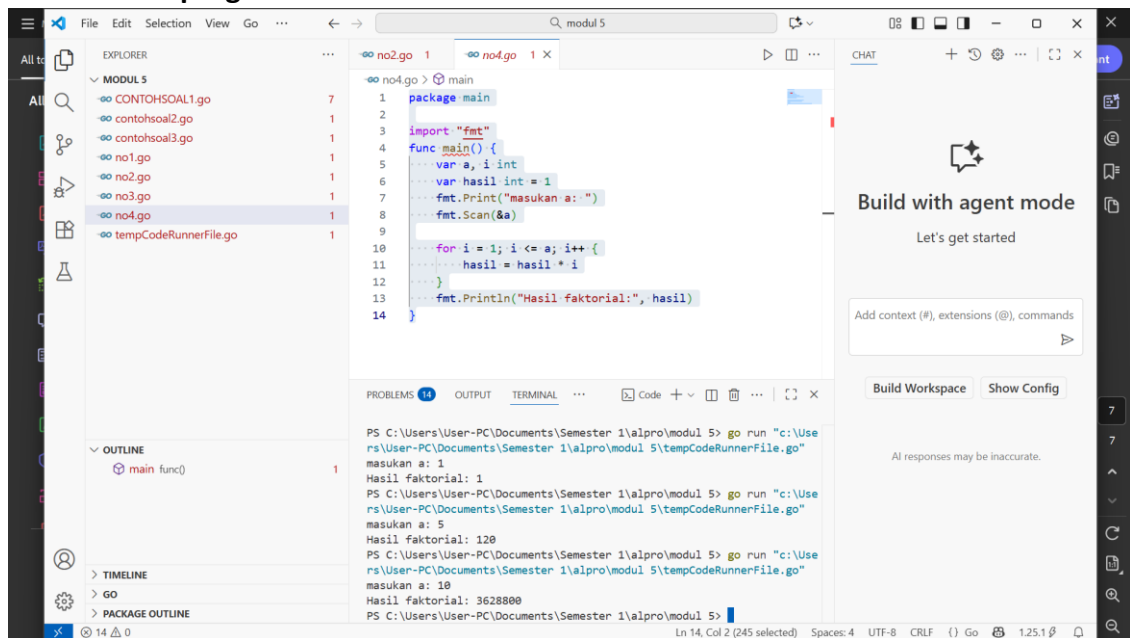 File Edit Selection View Go ··· modul 5
EXPLORER
MODUL 5
CONTOHSOAL1.go 7
contohsoal2.go 1
contohsoal3.go 1
no1.go 1
no2.go 1
no3.go 1
no4.go 1
tempCodeRunnerFile.go 1
OUTLINE
main func() 1
TIMELINE
GO
PACKAGE OUTLINE
no2.go 1 no4.go 1
no4.go > main
1 package main
2
3 import "fmt"
4 func main() {
5 var a, i int
6 var hasil int = 1
7 fmt.Print("masukan a: ")
8 fmt.Scan(&a)
9
10 for i = 1; i <= a; i++ {
11 hasil = hasil * i
12 }
13 fmt.Println("Hasil faktorial:", hasil)
14 }
PROBLEMS 14 OUTPUT TERMINAL ··· Code
PS C:\Users\User-PC\Documents\Semester 1\alpro\modul 5> go run "c:\Use
rs\User-PC\Documents\Semester 1\alpro\modul 5\tempCodeRunnerFile.go"
masukan a: 1
Hasil faktorial: 1
PS C:\Users\User-PC\Documents\Semester 1\alpro\modul 5> go run "c:\Use
rs\User-PC\Documents\Semester 1\alpro\modul 5\tempCodeRunnerFile.go"
masukan a: 5
Hasil faktorial: 120
PS C:\Users\User-PC\Documents\Semester 1\alpro\modul 5> go run "c:\Use
rs\User-PC\Documents\Semester 1\alpro\modul 5\tempCodeRunnerFile.go"
masukan a: 10
Hasil faktorial: 3628800
PS C:\Users\User-PC\Documents\Semester 1\alpro\modul 5>
CHAT
Build with agent mode
Let's get started
Add context (#), extensions (@), commands
Build Workspace Show Config
AI responses may be inaccurate.
14 0 Ln 14, Col 2 (245 selected) Spaces: 4 UTF-8 CRLF {} Go 1.25.1
7
7